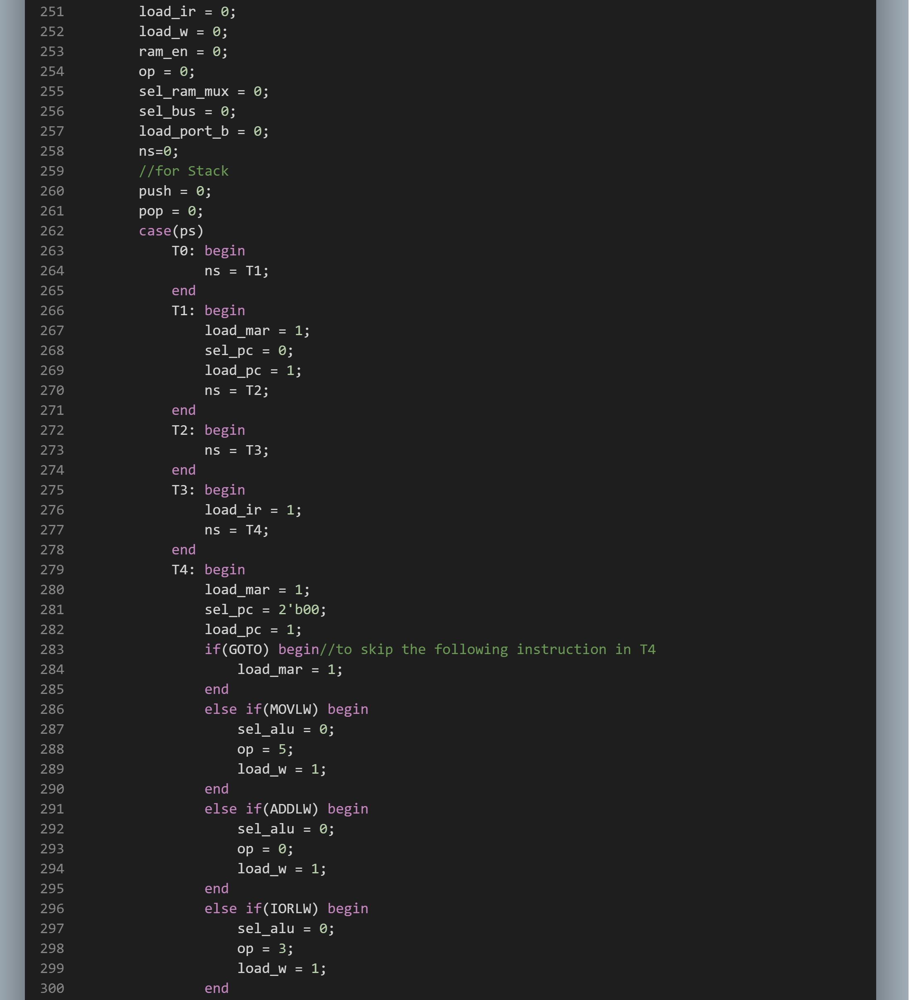 251 load_ir = 0;
252 load_w = 0;
253 ram_en = 0;
254 op = 0;
255 sel_ram_mux = 0;
256 sel_bus = 0;
257 load_port_b = 0;
258 ns=0;
259 //for Stack
260 push = 0;
261 pop = 0;
262 case(ps)
263 T0: begin
264 ns = T1;
265 end
266 T1: begin
267 load_mar = 1;
268 sel_pc = 0;
269 load_pc = 1;
270 ns = T2;
271 end
272 T2: begin
273 ns = T3;
274 end
275 T3: begin
276 load_ir = 1;
277 ns = T4;
278 end
279 T4: begin
280 load_mar = 1;
281 sel_pc = 2'b00;
282 load_pc = 1;
283 if(GOTO) begin//to skip the following instruction in T4
284 load_mar = 1;
285 end
286 else if(MOVLW) begin
287 sel_alu = 0;
288 op = 5;
289 load_w = 1;
290 end
291 else if(ADDLW) begin
292 sel_alu = 0;
293 op = 0;
294 load_w = 1;
295 end
296 else if(IORLW) begin
297 sel_alu = 0;
298 op = 3;
299 load_w = 1;
300 end